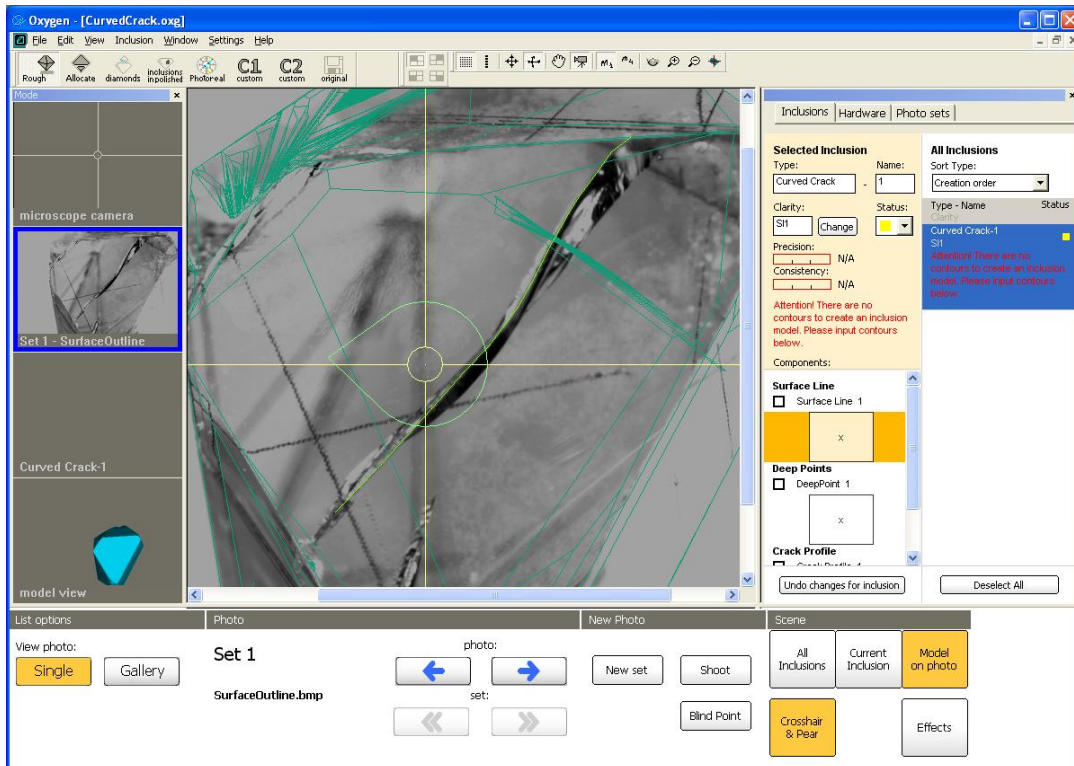 Oxygen - [CurvedCrack.oxg]
File Edit View Inclusion Window Settings Help
Rough
Allocate
diamonds
inclusions
in polished
Photoreal
C1
custom
C2
custom
original
Mode
microscope camera
Set 1 - SurfaceOutline
Curved Crack-1
model view
Inclusions Hardware Photo sets
Selected Inclusion
Type: Name:
Curved Crack - 1
Clarity: Status:
SI1 Change
Precision:
N/A
Consistency:
N/A
Attention! There are no
contours to create an inclusion
model. Please input contours
below.
Components:
Surface Line
Surface Line 1
x
Deep Points
DeepPoint 1
x
Crack Profile
Crack Profile 1
Undo changes for inclusion
All Inclusions
Sort Type:
Creation order
Type - Name Status
Clarity
Curved Crack-1
SI1
Attention! There are no
contours to create an inclusion
model. Please input contours
below.
Deselect All
List options
View photo:
Single Gallery
Photo
Set 1
SurfaceOutline.bmp
photo:
set:
New Photo
New set Shoot
Blind Point
Scene
All
Inclusions
Current
Inclusion
Model
on photo
Crosshair
& Pear
Effects